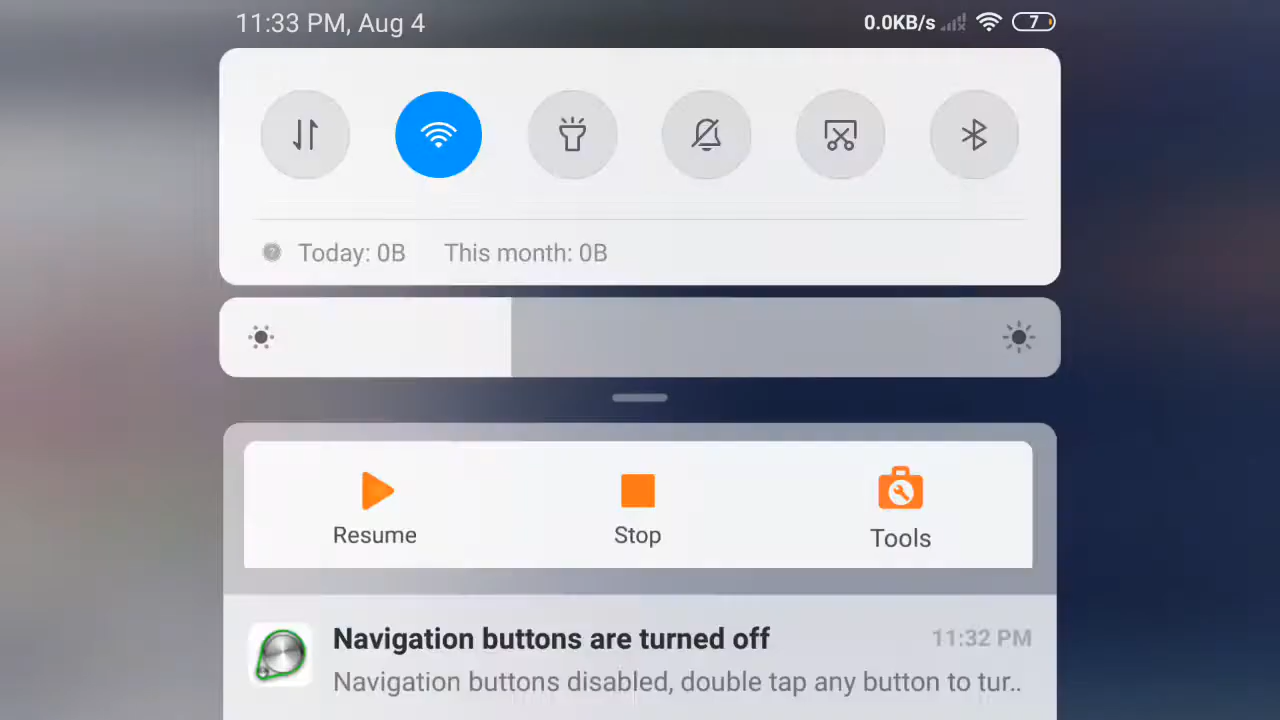 11:33 PM, Aug 4 0.0KB/s 7
Today: 0B This month: 0B
Resume Stop Tools
Navigation buttons are turned off 11:32 PM
Navigation buttons disabled, double tap any button to tur..